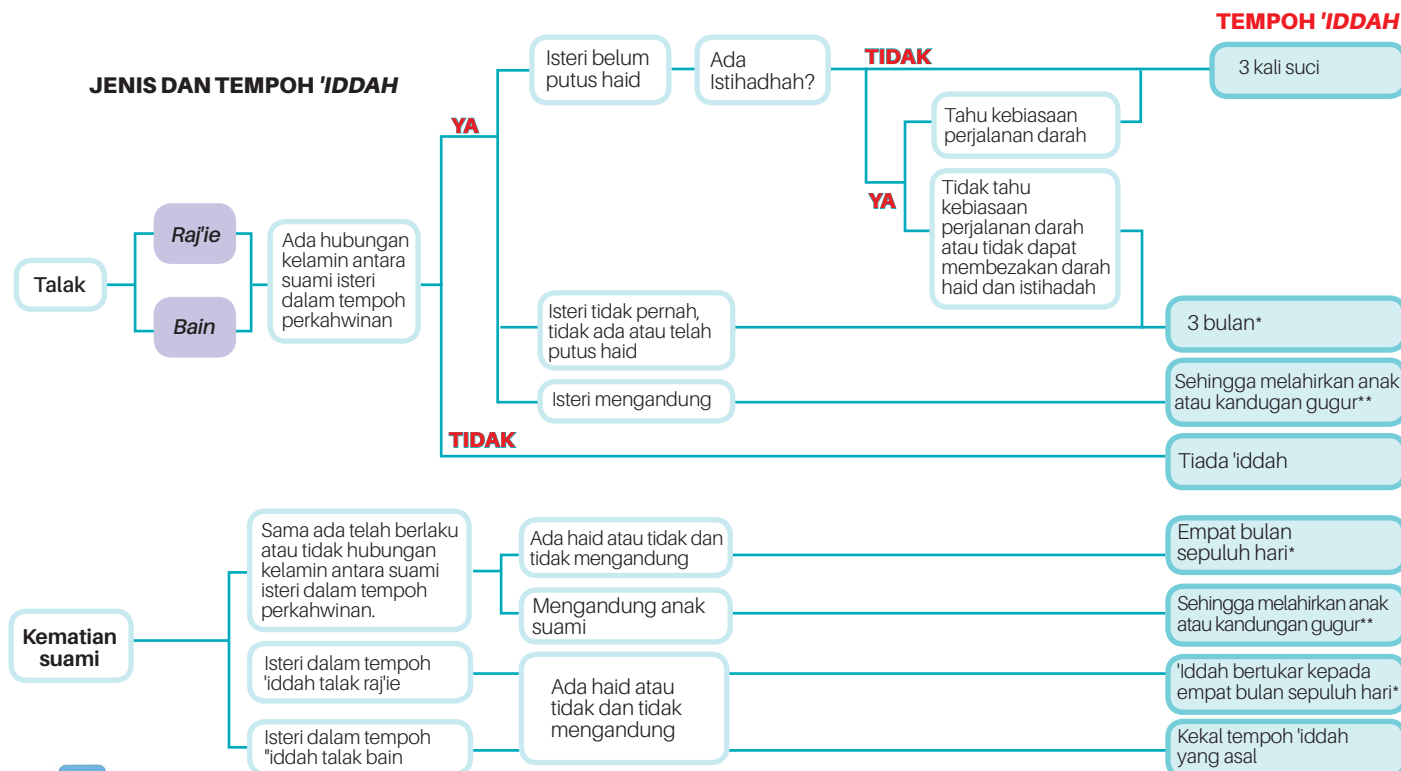 JENIS DAN TEMPOH 'IDDAH
TEMPOH 'IDDAH
Talak
Raj'ie
Bain
Ada hubungan
kelamin antara
suami isteri
dalam tempoh
perkahwinan
YA
Isteri belum
putus haid
Ada
Istihadhah?
TIDAK
3 kali suci
YA
Tahu kebiasaan
perjalanan darah
Tidak tahu
kebiasaan
perjalanan darah
atau tidak dapat
membezakan darah
haid dan istihadah
Isteri tidak pernah,
tidak ada atau telah
putus haid
3 bulan*
Isteri mengandung
Sehingga melahirkan anak
atau kandugan gugur**
TIDAK
Tiada 'iddah
Kematian
suami
Sama ada telah berlaku
atau tidak hubungan
kelamin antara suami
isteri dalam tempoh
perkahwinan.
Ada haid atau tidak dan
tidak mengandung
Empat bulan
sepuluh hari*
Mengandung anak
suami
Sehingga melahirkan anak
atau kandungan gugur**
Isteri dalam tempoh
'iddah talak raj'ie
Ada haid atau
tidak dan tidak
mengandung
'Iddah bertukar kepada
empat bulan sepuluh hari*
Isteri dalam tempoh
"iddah talak bain
Kekal tempoh 'iddah
yang asal